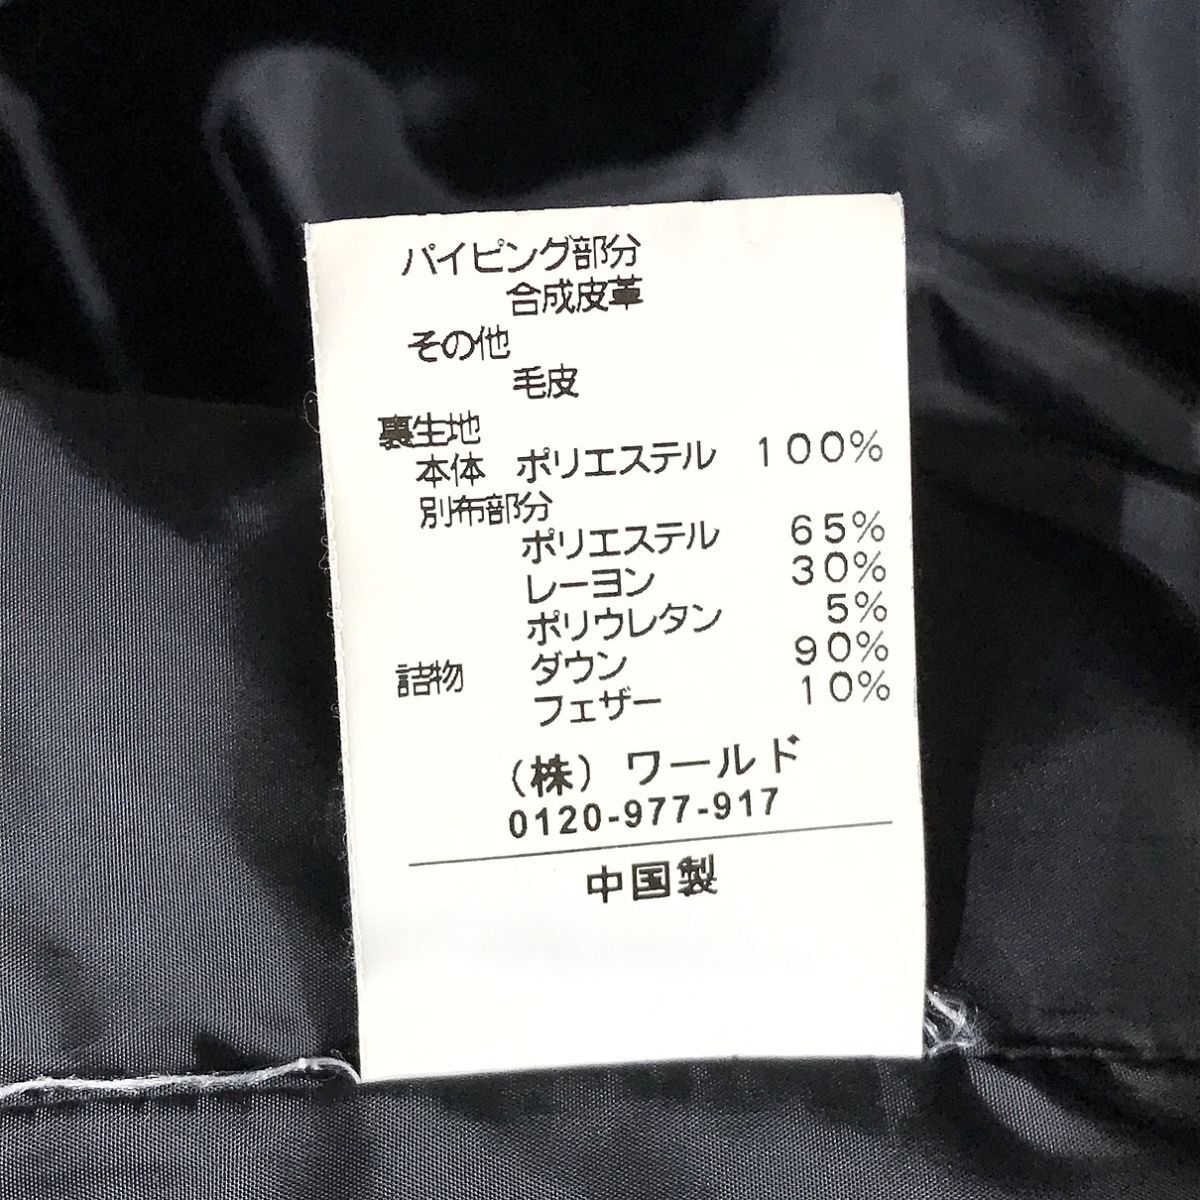 パイピング部分
合成皮革
その他
毛皮
裏生地
本体 ポリエステル 100%
別布部分
ポリエステル 65%
レーヨン 30%
ポリウレタン 5%
詰物 ダウン 90%
フェザー 10%
(株) ワールド
0120-977-917
中国製